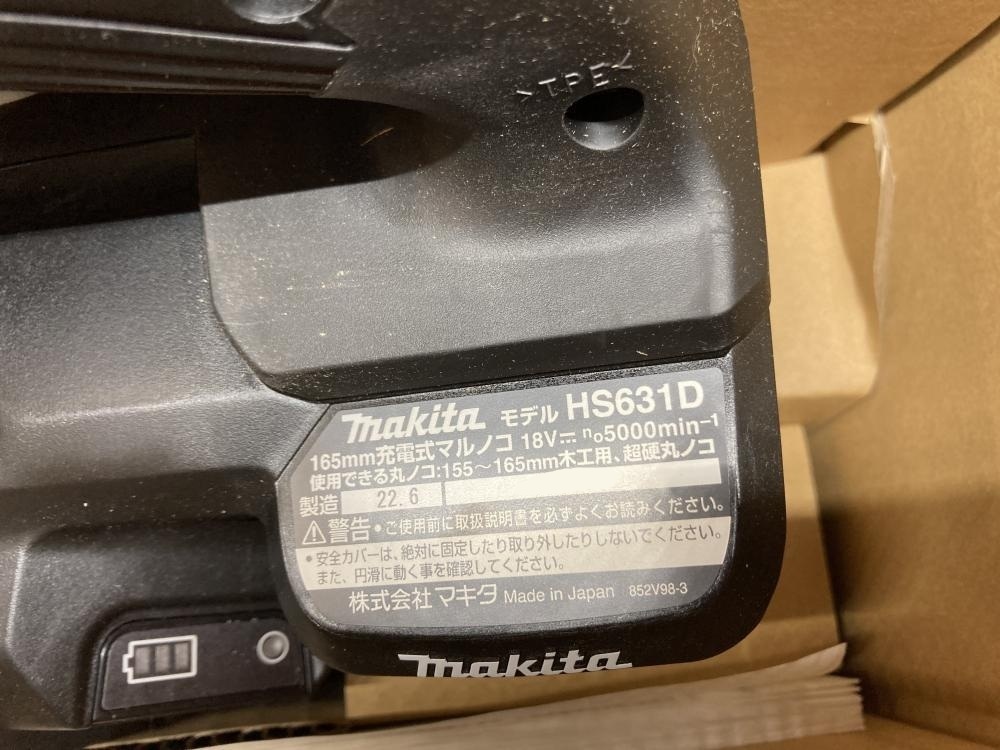 >TPE<
makita モデル HS631D
165mm充電式マルノコ 18V⎓ n₀5000min⁻¹
使用できる丸ノコ:155~165mm木工用、超硬丸ノコ
製造 22.6
⚠警告 •ご使用前に取扱説明書を必ずよくお読みください。
•安全カバーは、絶対に固定したり取り外したりしないでください。
また、円滑に動く事を確認してください。
株式会社マキタ Made in Japan 852V98-3
makita